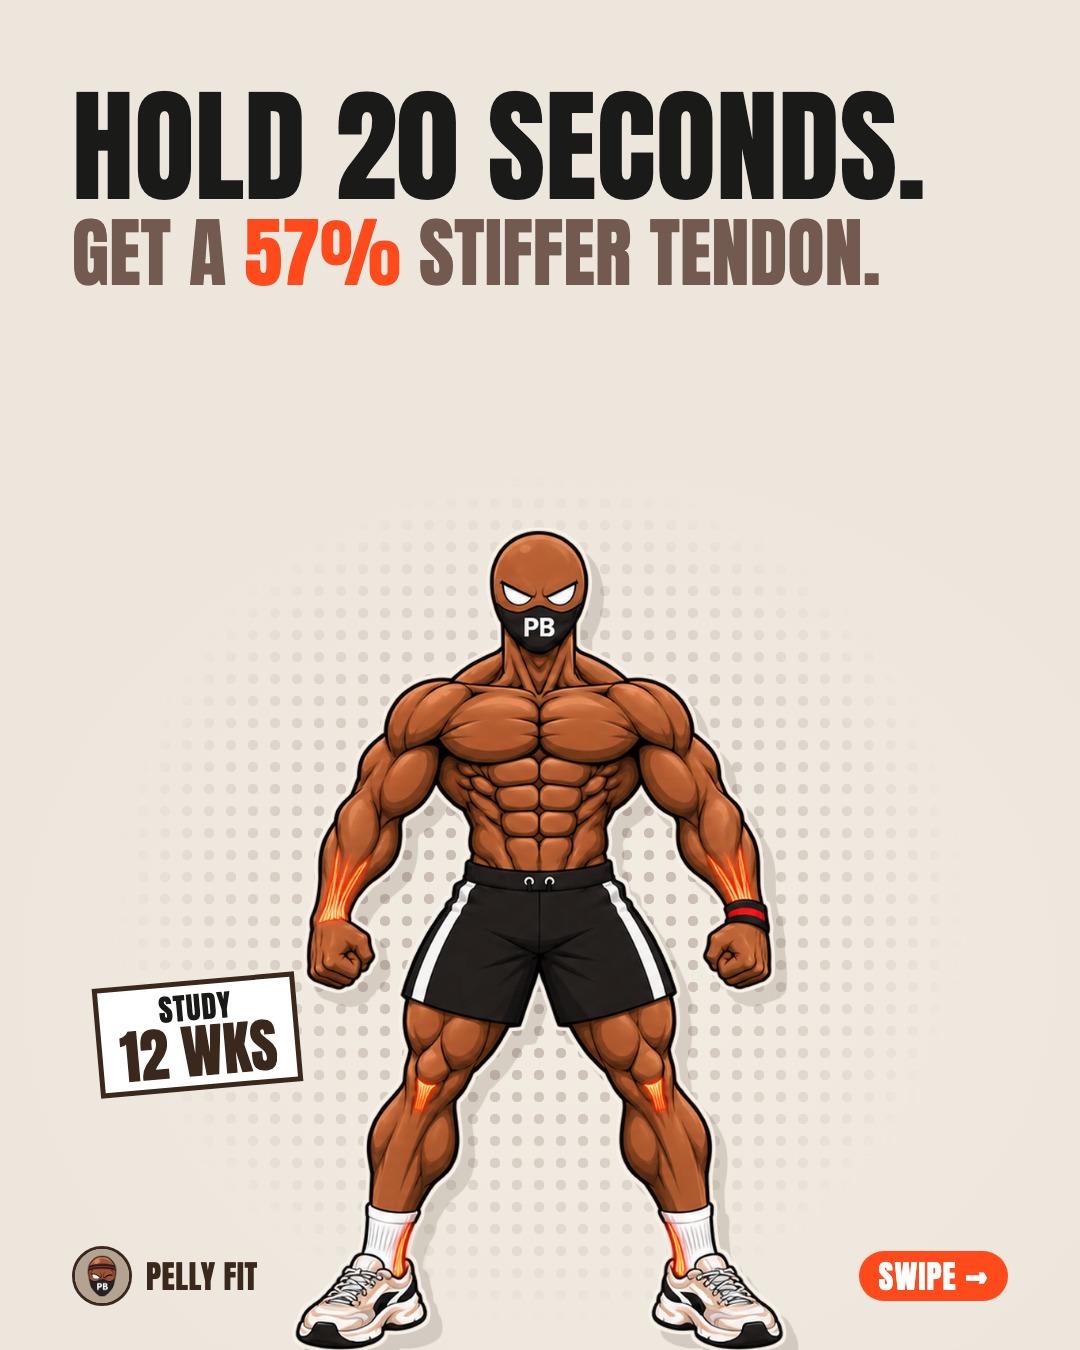 HOLD 20 SECONDS.
GET A 57% STIFFER TENDON.
PB
STUDY
12 WKS
PB
PELLY FIT
SWIPE →